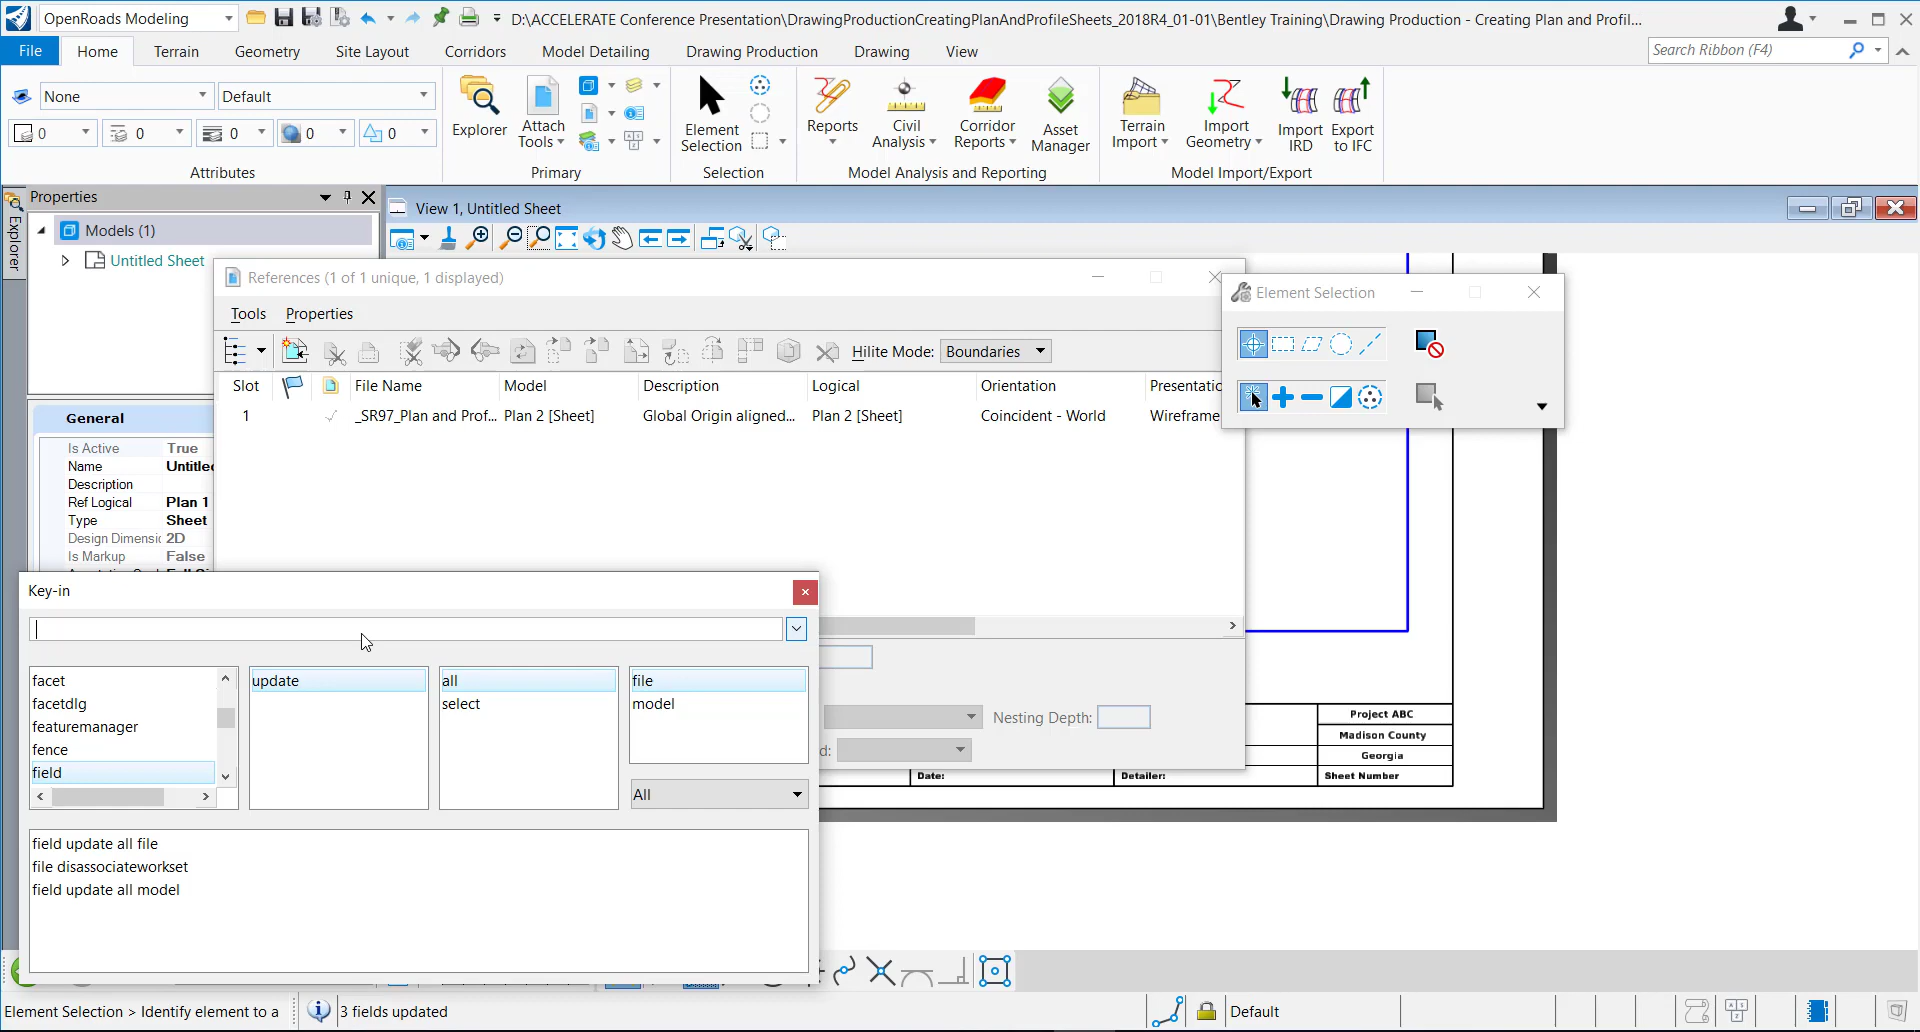 OpenRoads Modeling
D:\ACCELERATE Conference Presentation\DrawingProductionCreatingPlanAndProfileSheets_2018R4_01-01\Bentley Training\Drawing Production - Creating Plan and Profil...
File Home Terrain Geometry Site Layout Corridors Model Detailing Drawing Production Drawing View
Search Ribbon (F4)
None Default
0 0 0 0 0
Attributes
Explorer
Attach Tools
Primary
Element Selection
Selection
Reports
Civil Analysis
Corridor Reports
Asset Manager
Model Analysis and Reporting
Terrain Import
Import Geometry
Import IRD
Export to IFC
Model Import/Export
Explorer
Properties
Models (1)
Untitled Sheet
View 1, Untitled Sheet
References (1 of 1 unique, 1 displayed)
Tools Properties
Hilite Mode: Boundaries
Slot File Name Model Description Logical Orientation Presentatio
1 _SR97_Plan and Prof... Plan 2 [Sheet] Global Origin aligned... Plan 2 [Sheet] Coincident - World Wireframe
Element Selection
General
Is Active True
Name Untitled
Description
Ref Logical Plan 1
Type Sheet
Design Dimensio 2D
Is Markup False
Key-in
facet
facetdlg
featuremanager
fence
field
update
all
select
file
model
All
field update all file
file disassociateworkset
field update all model
Nesting Depth:
d:
Project ABC
Madison County
Georgia
Date: Detailer: Sheet Number
Element Selection > Identify element to a
3 fields updated
Default